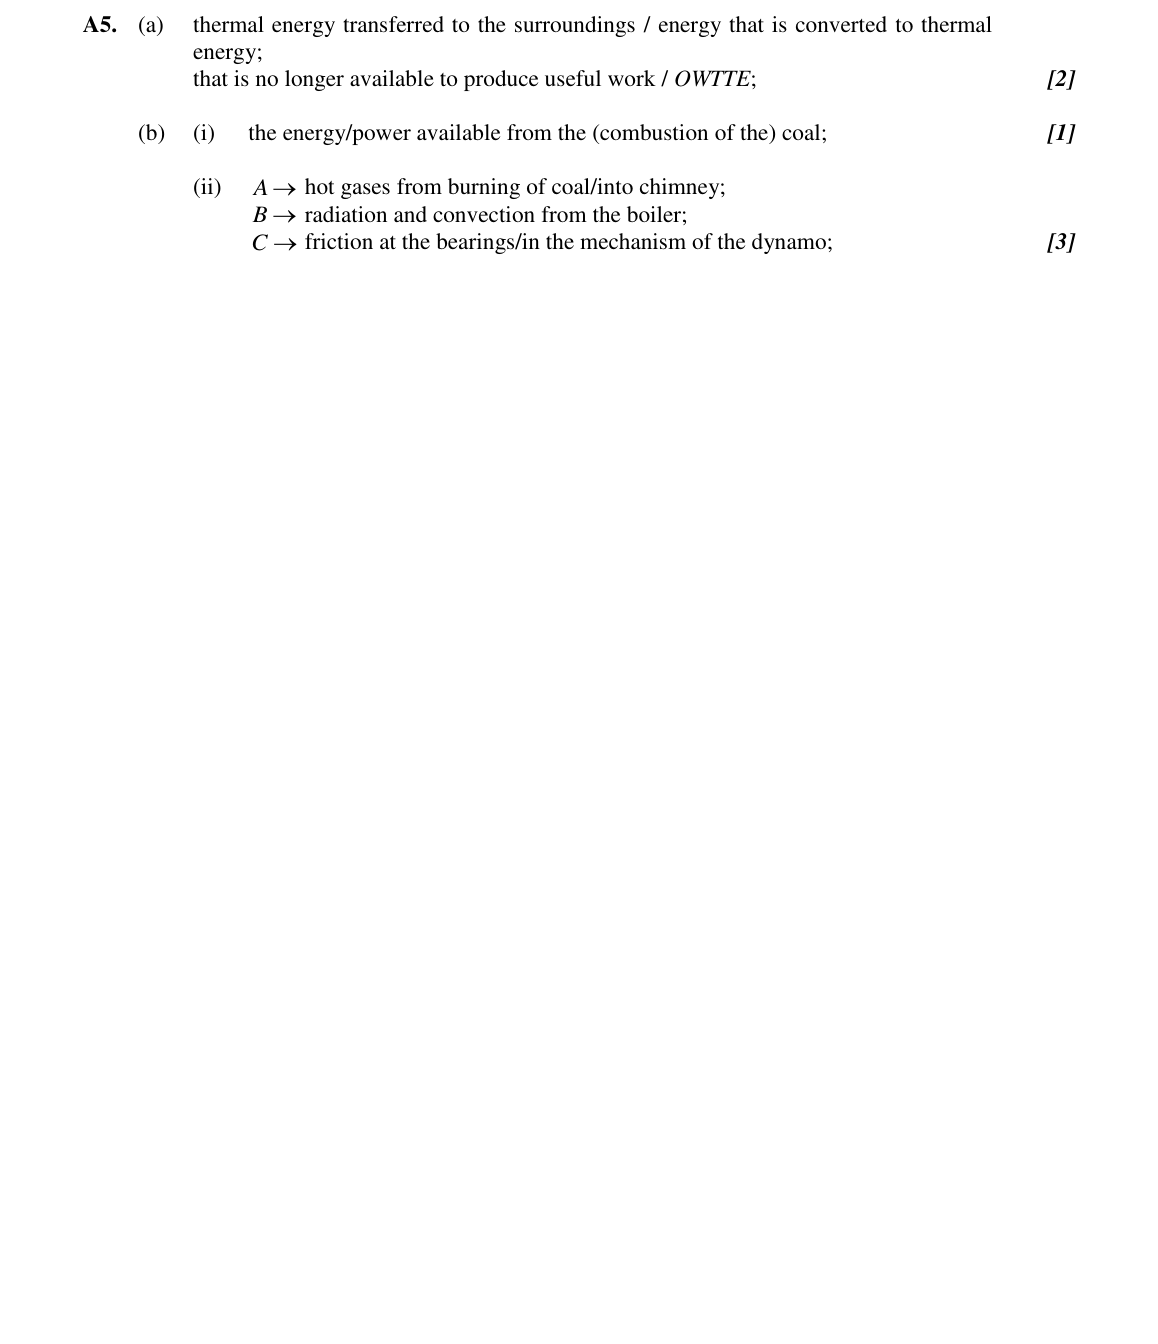 A5. (a) thermal energy transferred to the surroundings / energy that is converted to thermal
energy;
that is no longer available to produce useful work / OWTTE; [2]
(b) (i) the energy/power available from the (combustion of the) coal; [1]
(ii) A → hot gases from burning of coal/into chimney;
B → radiation and convection from the boiler;
C → friction at the bearings/in the mechanism of the dynamo; [3]